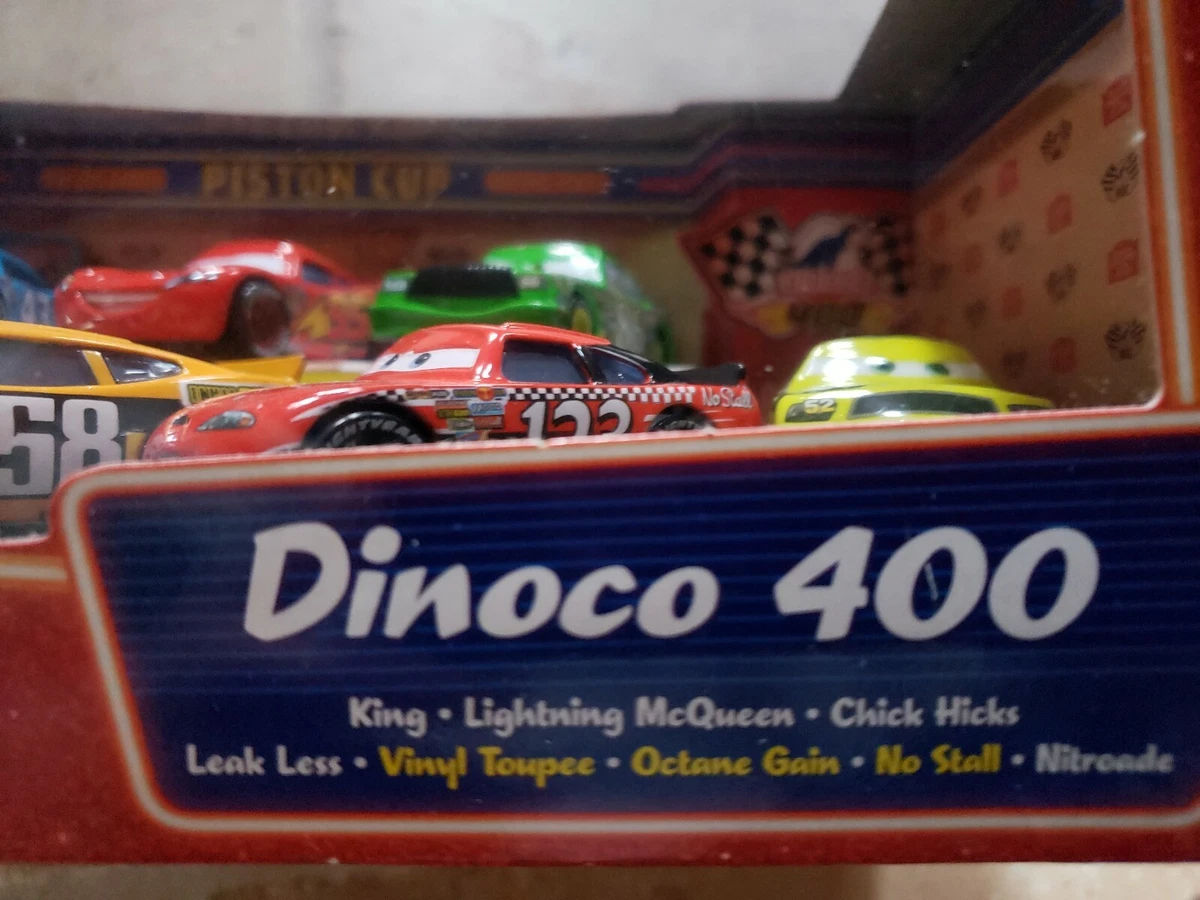 PISTON CUP
58
No Stall
123
52
Dinoco 400
King • Lightning McQueen • Chick Hicks
Leak Less • Vinyl Toupee • Octane Gain • No Stall • Nitroade